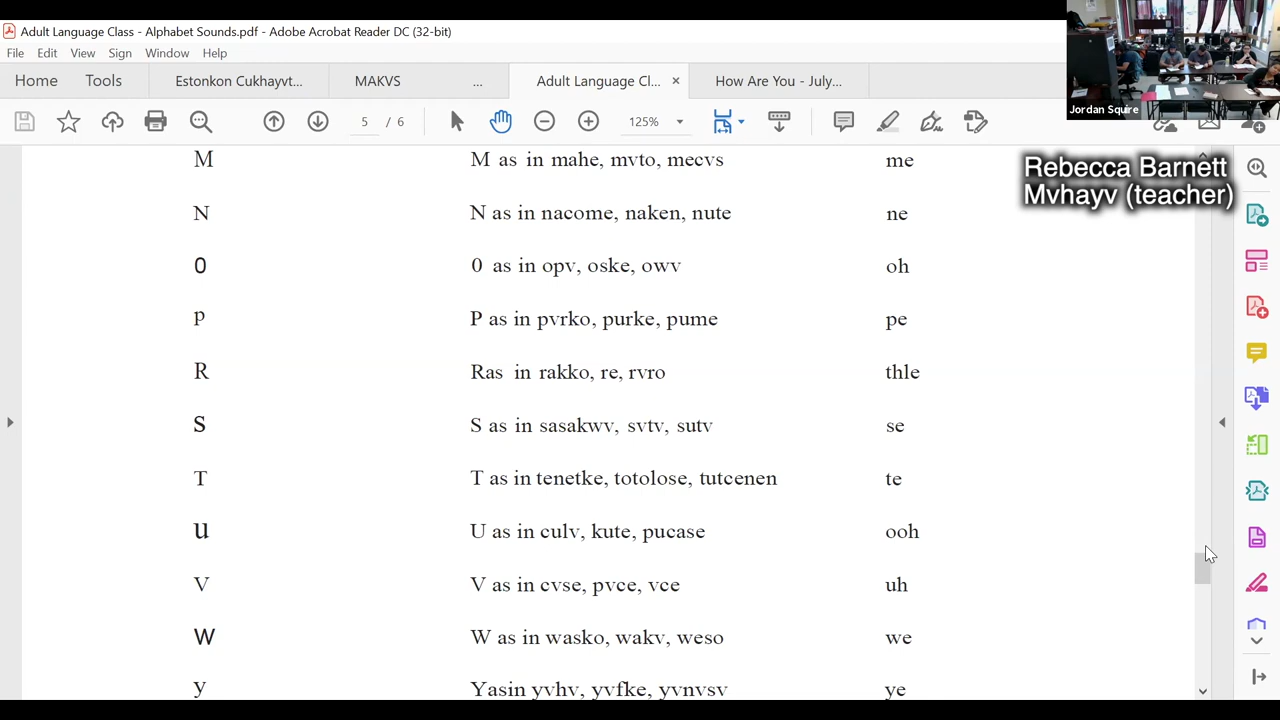 Adult Language Class - Alphabet Sounds.pdf - Adobe Acrobat Reader DC (32-bit)
File Edit View Sign Window Help
Home Tools Estonkon Cukhayvt... MAKVS ... Adult Language Cl... × How Are You - July...
5 / 6 125%
Jordan Squire
Rebecca Barnett
Mvhayv (teacher)
M M as in mahe, mvto, mecvs me
N N as in nacome, naken, nute ne
0 0 as in opv, oske, owv oh
p P as in pvrko, purke, pume pe
R Ras in rakko, re, rvro thle
S S as in sasakwv, svtv, sutv se
T T as in tenetke, totolose, tutcenen te
u U as in culv, kute, pucase ooh
V V as in cvse, pvce, vce uh
W W as in wasko, wakv, weso we
y Yasin yvhv, yvfke, yvnvsv ye